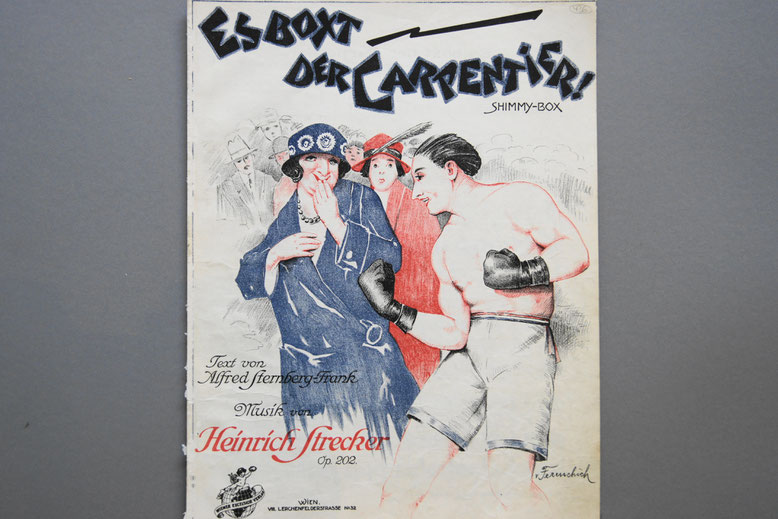 ES BOXT
DER CARPENTIER!
SHIMMY-BOX
Text von
Alfred Sternberg-Frank
Musik von
Heinrich Strecker
Op. 202.
WIEN.
VIII. LERCHENFELDERSTRASSE Nº 32